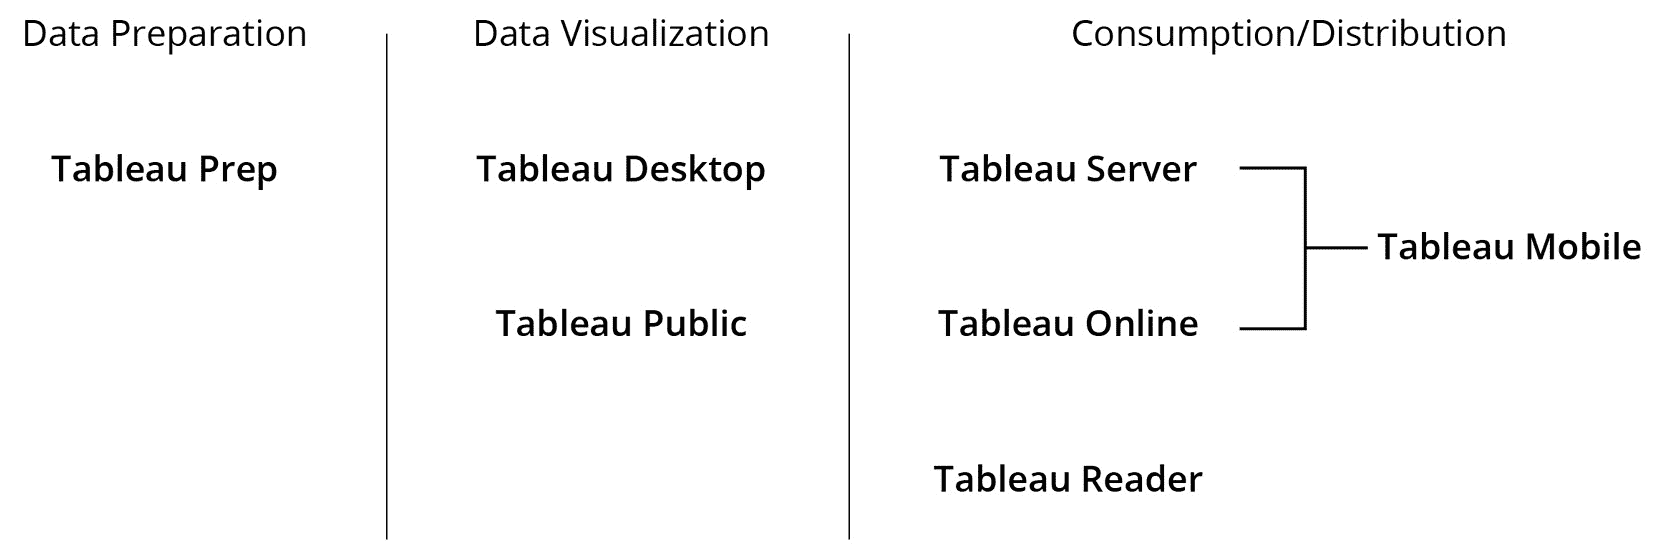 Data Preparation
Data Visualization
Consumption/Distribution
Tableau Prep
Tableau Desktop
Tableau Server
Tableau Mobile
Tableau Public
Tableau Online
Tableau Reader